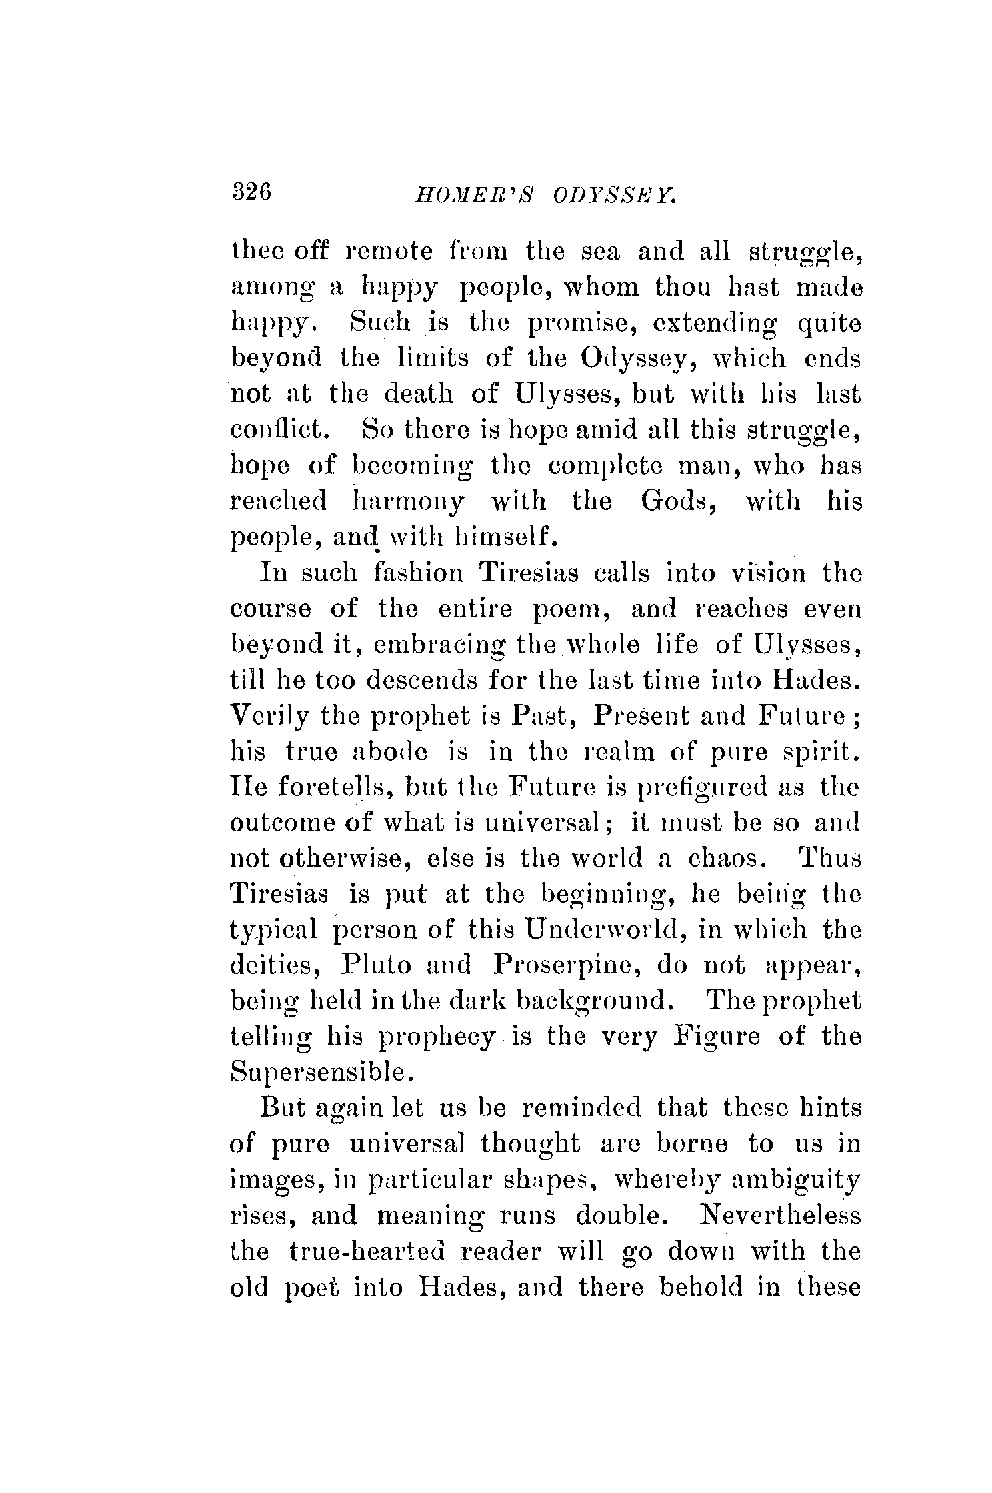 326 HOMER'S ODYSSEY.
thee off remote from the sea and all struggle,
among a happy people, whom thou hast made
happy. Such is the promise, extending quite
beyond the limits of the Odyssey, which ends
not at the death of Ulysses, but with his last
conflict. So there is hope amid all this struggle,
hope of becoming the complete man, who has
reached harmony with the Gods, with his
people, and with himself.
In such fashion Tiresias calls into vision the
course of the entire poem, and reaches even
beyond it, embracing the whole life of Ulysses,
till he too descends for the last time into Hades.
Verily the prophet is Past, Present and Future;
his true abode is in the realm of pure spirit.
He foretells, but the Future is prefigured as the
outcome of what is universal; it must be so and
not otherwise, else is the world a chaos. Thus
Tiresias is put at the beginning, he being the
typical person of this Underworld, in which the
deities, Pluto and Proserpine, do not appear,
being held in the dark background. The prophet
telling his prophecy is the very Figure of the
Supersensible.
But again let us be reminded that these hints
of pure universal thought are borne to us in
images, in particular shapes, whereby ambiguity
rises, and meaning runs double. Nevertheless
the true-hearted reader will go down with the
old poet into Hades, and there behold in these